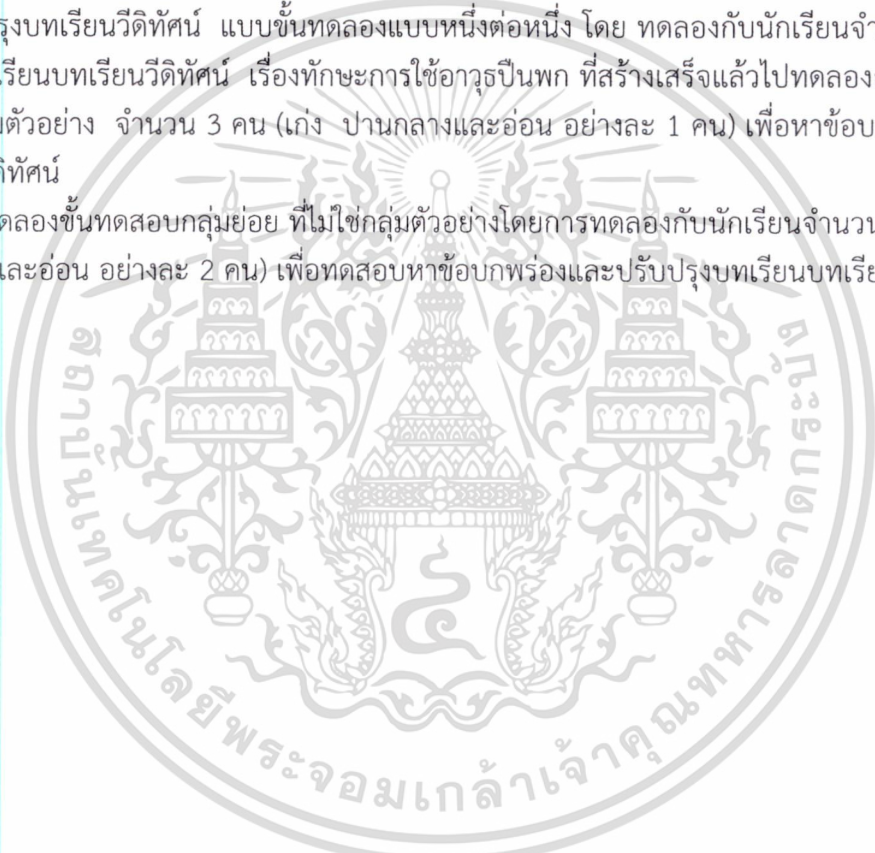 รุงบทเรียนวีดิทัศน์ แบบขั้นทดลองแบบหนึ่งต่อหนึ่ง โดย ทดลองกับนักเรียนจำ
เรียนบทเรียนวีดิทัศน์ เรื่องทักษะการใช้อาวุธปืนพก ที่สร้างเสร็จแล้วไปทดลอง
มตัวอย่าง จำนวน 3 คน (เก่ง ปานกลางและอ่อน อย่างละ 1 คน) เพื่อหาข้อบ
ดิทัศน์
ดลองขั้นทดสอบกลุ่มย่อย ที่ไม่ใช่กลุ่มตัวอย่างโดยการทดลองกับนักเรียนจำนวน
และอ่อน อย่างละ 2 คน) เพื่อทดสอบหาข้อบกพร่องและปรับปรุงบทเรียนบทเรีย
สถาบันเทคโนโลยีพระจอมเกล้าเจ้าคุณทหารลาดกระบัง